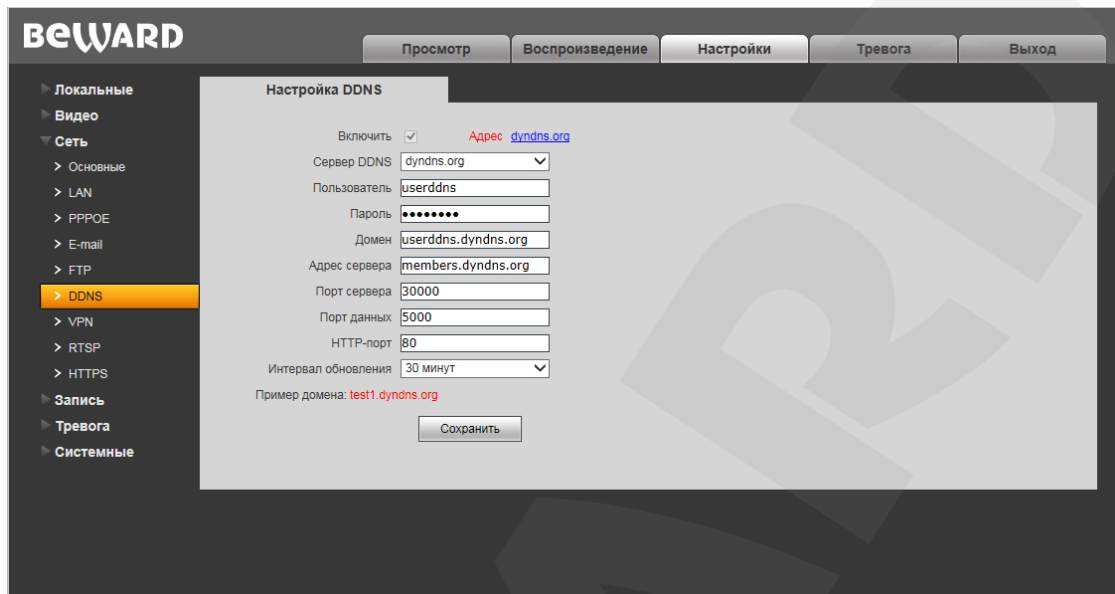 BEWARD
Просмотр Воспроизведение Настройки Тревога Выход
Локальные
Видео
Сеть
Основные
LAN
PPPOE
E-mail
FTP
DDNS
VPN
RTSP
HTTPS
Запись
Тревога
Системные
Настройка DDNS
Включить Адрес dyndns.org
Сервер DDNS dyndns.org
Пользователь userddns
Пароль ••••••••
Домен userddns.dyndns.org
Адрес сервера members.dyndns.org
Порт сервера 30000
Порт данных 5000
HTTP-порт 80
Интервал обновления 30 минут
Пример домена: test1.dyndns.org
Сохранить